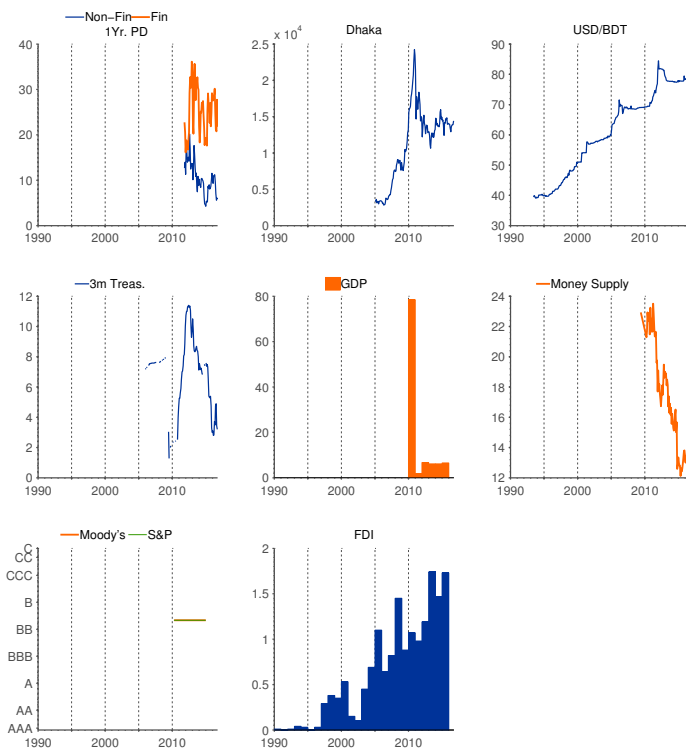 Non-Fin Fin
1Yr. PD
40
30
20
10
0
1990 2000 2010
Dhaka
2.5 x 10^4
2
1.5
1
0.5
0
1990 2000 2010
USD/BDT
90
80
70
60
50
40
30
1990 2000 2010
3m Treas.
12
10
8
6
4
2
0
1990 2000 2010
GDP
80
60
40
20
0
1990 2000 2010
Money Supply
24
22
20
18
16
14
12
1990 2000 2010
Moody's S&P
C
CC
CCC
B
BB
BBB
A
AA
AAA
1990 2000 2010
FDI
2
1.5
1
0.5
0
1990 2000 2010